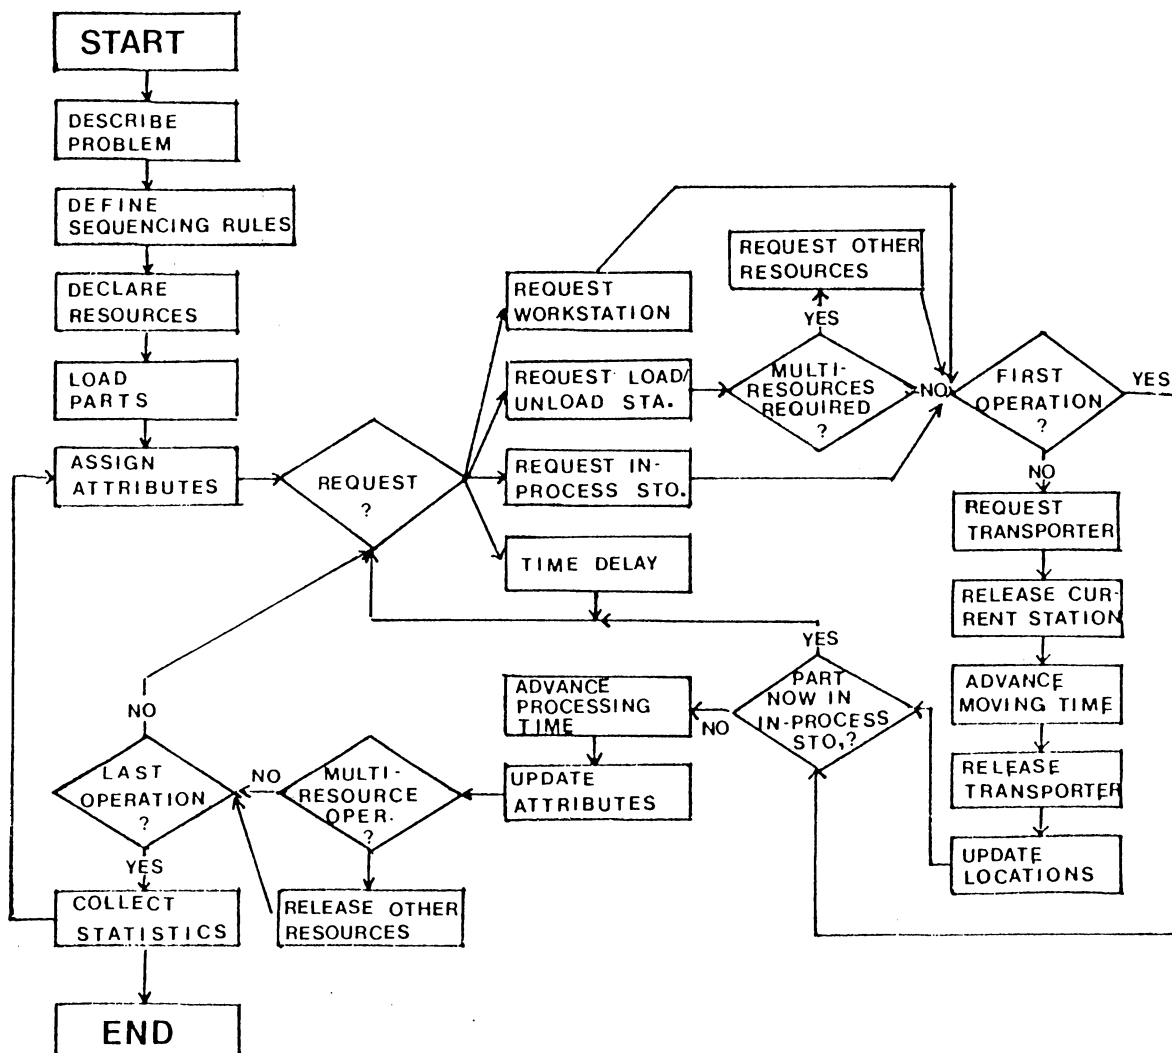 START
DESCRIBE
PROBLEM
DEFINE
SEQUENCING RULES
DECLARE
RESOURCES
LOAD
PARTS
ASSIGN
ATTRIBUTES
REQUEST
?
REQUEST
WORKSTATION
REQUEST LOAD/
UNLOAD STA.
REQUEST IN-
PROCESS STO.
TIME DELAY
REQUEST OTHER
RESOURCES
YES
MULTI-
RESOURCES
REQUIRED
?
NO
FIRST
OPERATION
?
YES
NO
REQUEST
TRANSPORTER
RELEASE CUR-
RENT STATION
ADVANCE
MOVING TIME
RELEASE
TRANSPORTER
UPDATE
LOCATIONS
YES
PART
NOW IN
IN-PROCESS
STO,?
NO
ADVANCE
PROCESSING
TIME
UPDATE
ATTRIBUTES
MULTI-
RESOURCE
OPER.
?
NO
RELEASE OTHER
RESOURCES
NO
LAST
OPERATION
?
YES
COLLECT
STATISTICS
END